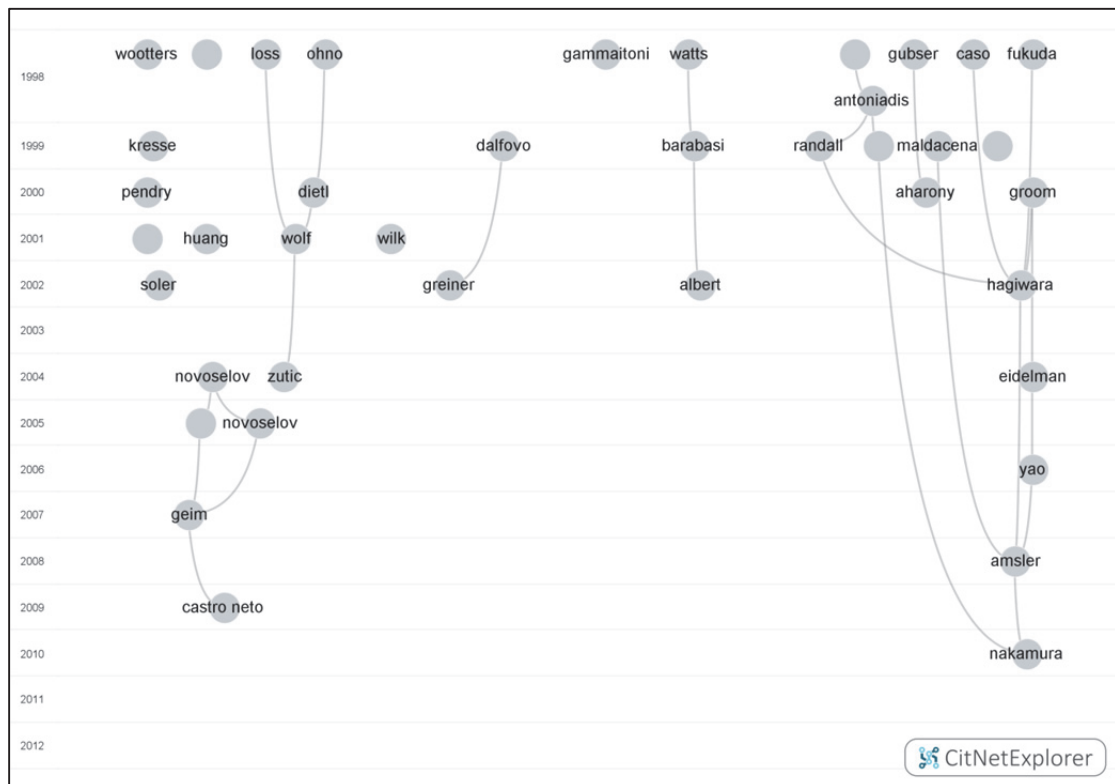 wootters loss ohno gammaitoni watts gubser caso fukuda
1998
antoniadis
1999 kresse dalfovo barabasi randall maldacena
2000 pendry dietl aharony groom
2001 huang wolf wilk
2002 soler greiner albert hagiwara
2003
2004 novoselov zutic eidelman
2005 novoselov
2006 yao
2007 geim
2008 amsler
2009 castro neto
2010 nakamura
2011
2012
CitNetExplorer